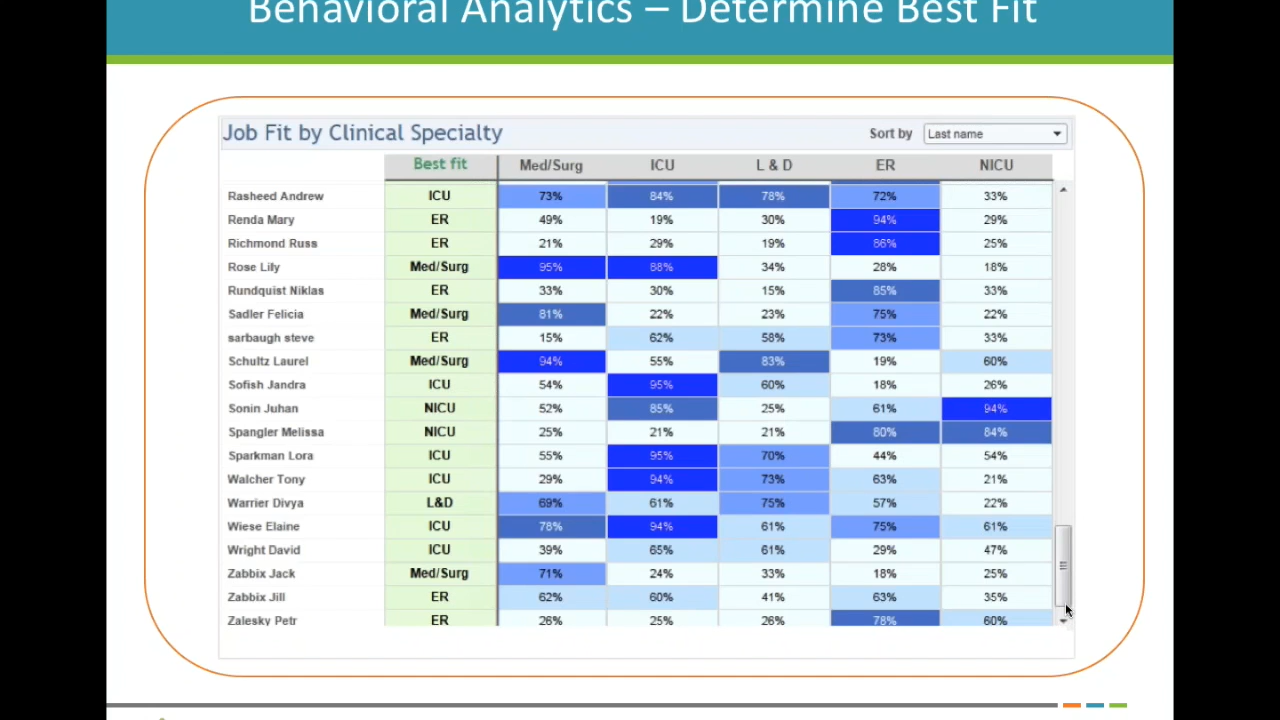 Behavioral Analytics – Determine Best Fit
Job Fit by Clinical Specialty Sort by Last name
Best fit Med/Surg ICU L & D ER NICU
Rasheed Andrew ICU 73% 84% 78% 72% 33%
Renda Mary ER 49% 19% 30% 94% 29%
Richmond Russ ER 21% 29% 19% 86% 25%
Rose Lily Med/Surg 95% 88% 34% 28% 18%
Rundquist Niklas ER 33% 30% 15% 85% 33%
Sadler Felicia Med/Surg 81% 22% 23% 75% 22%
sarbaugh steve ER 15% 62% 58% 73% 33%
Schultz Laurel Med/Surg 94% 55% 83% 19% 60%
Sofish Jandra ICU 54% 95% 60% 18% 26%
Sonin Juhan NICU 52% 85% 25% 61% 94%
Spangler Melissa NICU 25% 21% 21% 80% 84%
Sparkman Lora ICU 55% 95% 70% 44% 54%
Walcher Tony ICU 29% 94% 73% 63% 21%
Warrier Divya L&D 69% 61% 75% 57% 22%
Wiese Elaine ICU 78% 94% 61% 75% 61%
Wright David ICU 39% 65% 61% 29% 47%
Zabbix Jack Med/Surg 71% 24% 33% 18% 25%
Zabbix Jill ER 62% 60% 41% 63% 35%
Zalesky Petr ER 26% 25% 26% 78% 60%